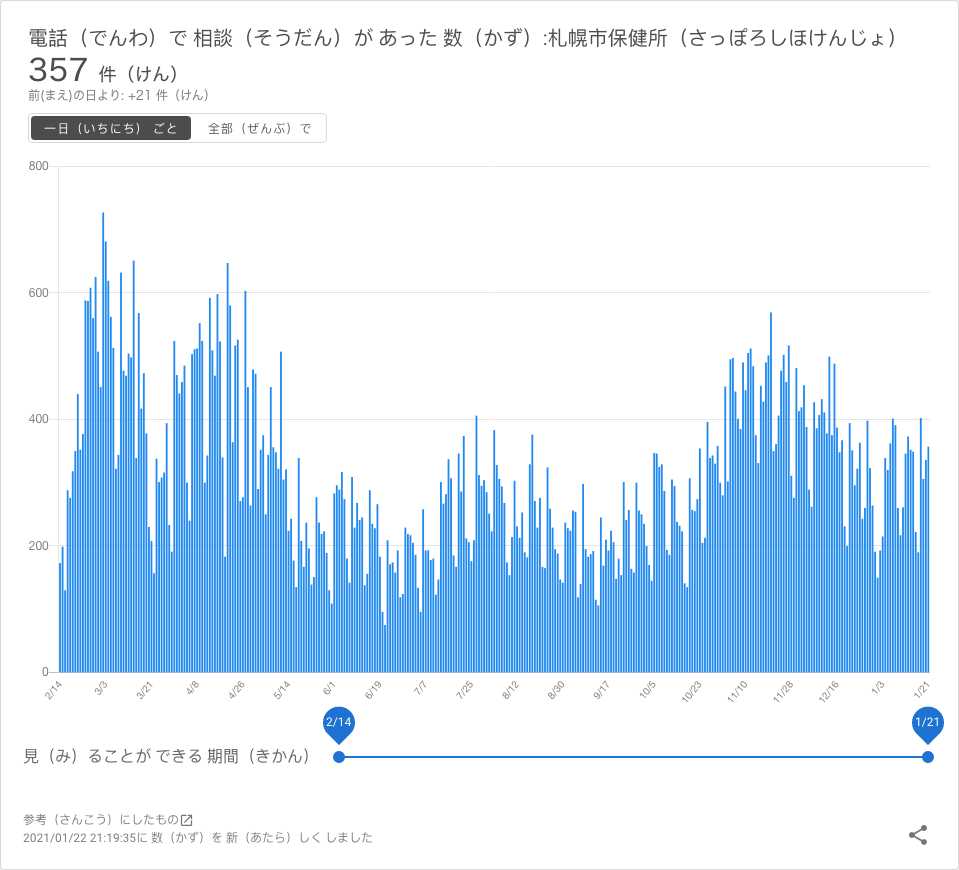 電話（でんわ）で 相談（そうだん）が あった 数（かず）:札幌市保健所（さっぽろしほけんじょ）
357 件（けん）
前(まえ)の日より: +21 件（けん）
一日（いちにち） ごと 全部（ぜんぶ）で
800
600
400
200
0
2/14 3/3 3/21 4/8 4/26 5/14 6/1 6/19 7/7 7/25 8/12 8/30 9/17 10/5 10/23 11/10 11/28 12/16 1/3 1/21
2/14 1/21
見（み）ることが できる 期間（きかん）
参考（さんこう）にしたもの
2021/01/22 21:19:35に 数（かず）を 新（あたら）しく しました